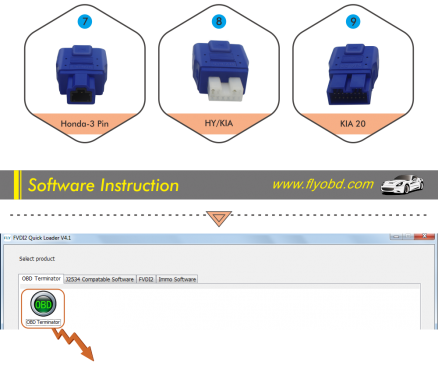 7
8
9
Honda-3 Pin
HY/KIA
KIA 20
Software Instruction
www.flyobd.com
FVDI2 Quick Loader V4.1
Select product
OBD Terminator
J2534 Compatable Software
FVDI2
Immo Software
OBD
OBD Terminator